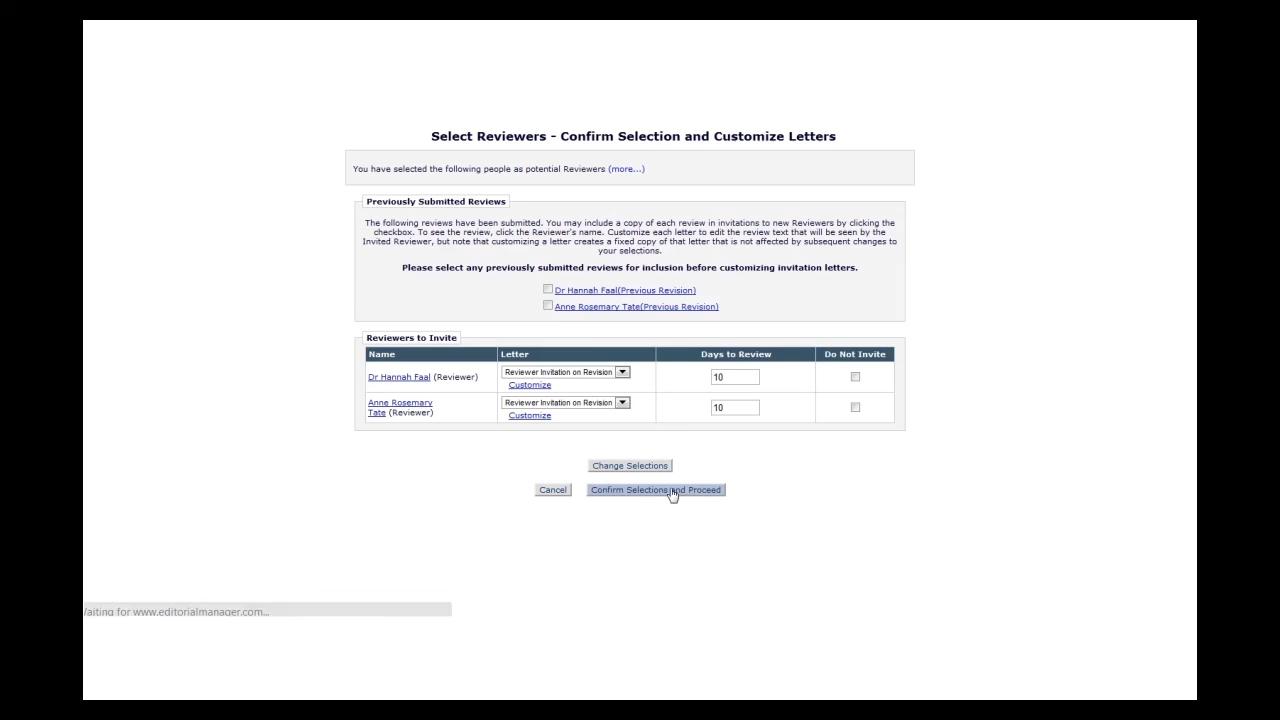 Select Reviewers - Confirm Selection and Customize Letters
You have selected the following people as potential Reviewers (more...)
Previously Submitted Reviews
The following reviews have been submitted. You may include a copy of each review in invitations to new Reviewers by clicking the
checkbox. To see the review, click the Reviewer's name. Customize each letter to edit the review text that will be seen by the
Invited Reviewer, but note that customizing a letter creates a fixed copy of that letter that is not affected by subsequent changes to
your selections.
Please select any previously submitted reviews for inclusion before customizing invitation letters.
Dr Hannah Faal(Previous Revision)
Anne Rosemary Tate(Previous Revision)
Reviewers to Invite
Name Letter Days to Review Do Not Invite
Dr Hannah Faal (Reviewer) Reviewer Invitation on Revision 10
Customize
Anne Rosemary Reviewer Invitation on Revision 10
Tate (Reviewer) Customize
Change Selections
Cancel Confirm Selections and Proceed
aiting for www.editorialmanager.com...